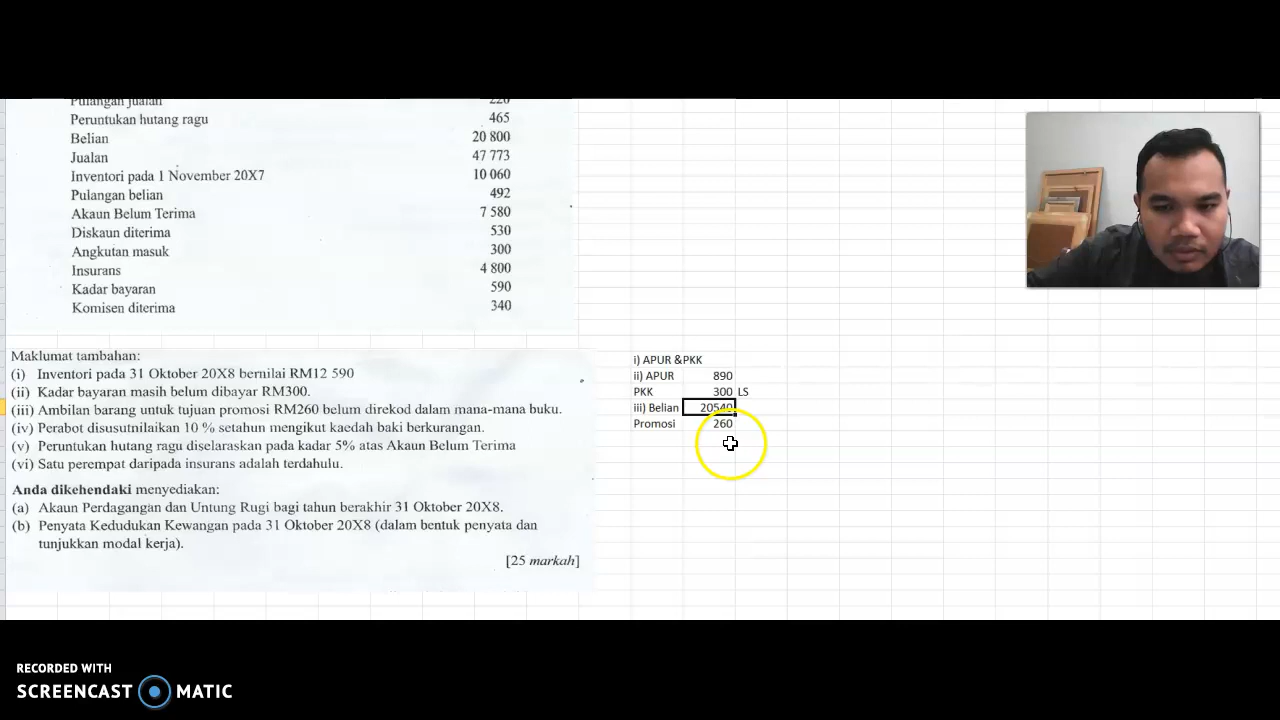 Pulangan jualan 220
Peruntukan hutang ragu 465
Belian 20 800
Jualan 47 773
Inventori pada 1 November 20X7 10 060
Pulangan belian 492
Akaun Belum Terima 7 580
Diskaun diterima 530
Angkutan masuk 300
Insurans 4 800
Kadar bayaran 590
Komisen diterima 340
Maklumat tambahan:
(i) Inventori pada 31 Oktober 20X8 bernilai RM12 590
(ii) Kadar bayaran masih belum dibayar RM300.
(iii) Ambilan barang untuk tujuan promosi RM260 belum direkod dalam mana-mana buku.
(iv) Perabot disusutnilaikan 10 % setahun mengikut kaedah baki berkurangan.
(v) Peruntukan hutang ragu diselaraskan pada kadar 5% atas Akaun Belum Terima
(vi) Satu perempat daripada insurans adalah terdahulu.
Anda dikehendaki menyediakan:
(a) Akaun Perdagangan dan Untung Rugi bagi tahun berakhir 31 Oktober 20X8.
(b) Penyata Kedudukan Kewangan pada 31 Oktober 20X8 (dalam bentuk penyata dan
tunjukkan modal kerja).
[25 markah]
i) APUR &PKK
ii) APUR 890
PKK 300 LS
iii) Belian 20540
Promosi 260
RECORDED WITH
SCREENCAST MATIC